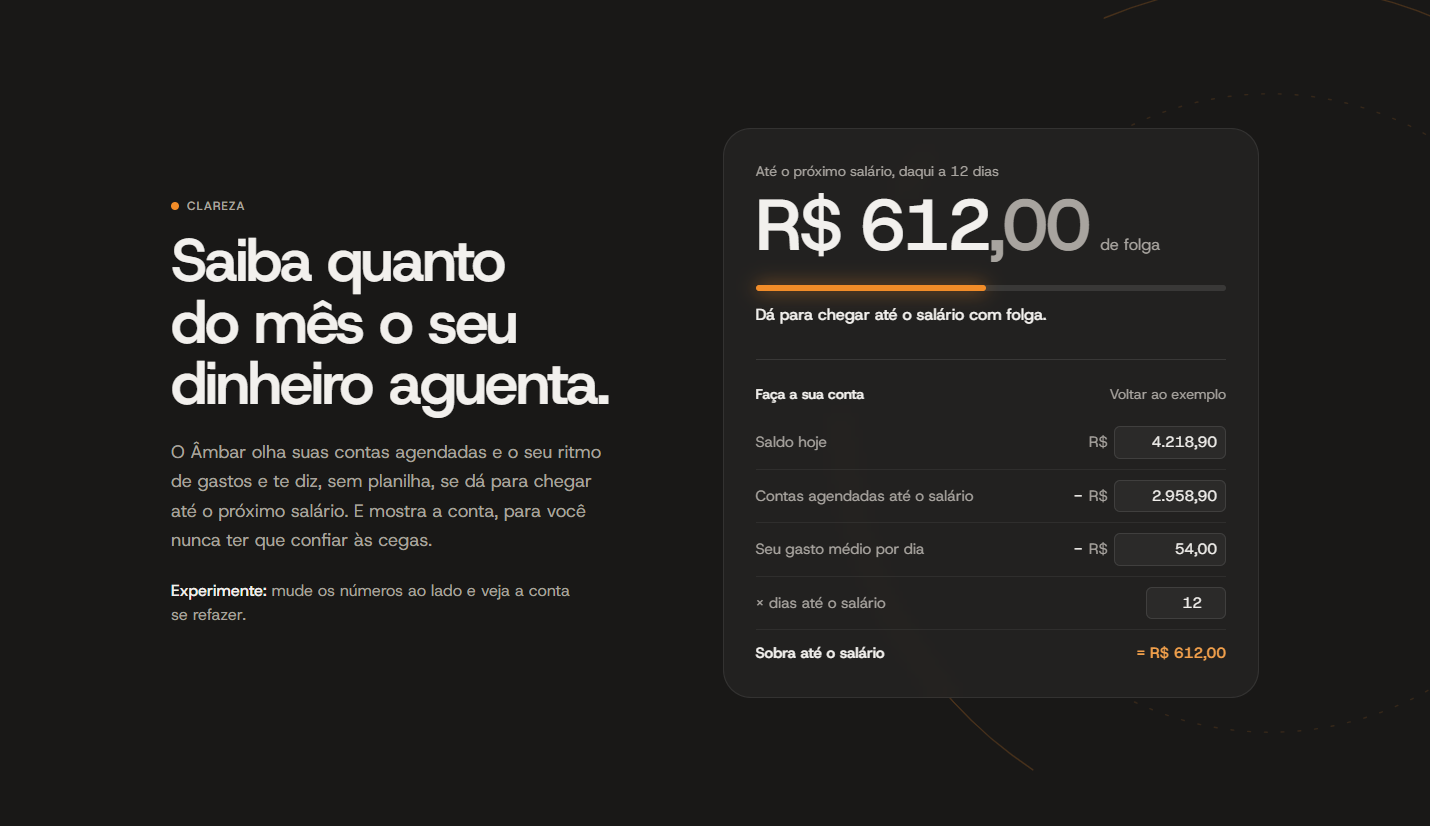 CLAREZA
Saiba quanto
do mês o seu
dinheiro aguenta.
O Âmbar olha suas contas agendadas e o seu ritmo
de gastos e te diz, sem planilha, se dá para chegar
até o próximo salário. E mostra a conta, para você
nunca ter que confiar às cegas.
Experimente: mude os números ao lado e veja a conta
se refazer.
Até o próximo salário, daqui a 12 dias
R$ 612,00 de folga
Dá para chegar até o salário com folga.
Faça a sua conta Voltar ao exemplo
Saldo hoje R$ 4.218,90
Contas agendadas até o salário − R$ 2.958,90
Seu gasto médio por dia − R$ 54,00
× dias até o salário 12
Sobra até o salário = R$ 612,00